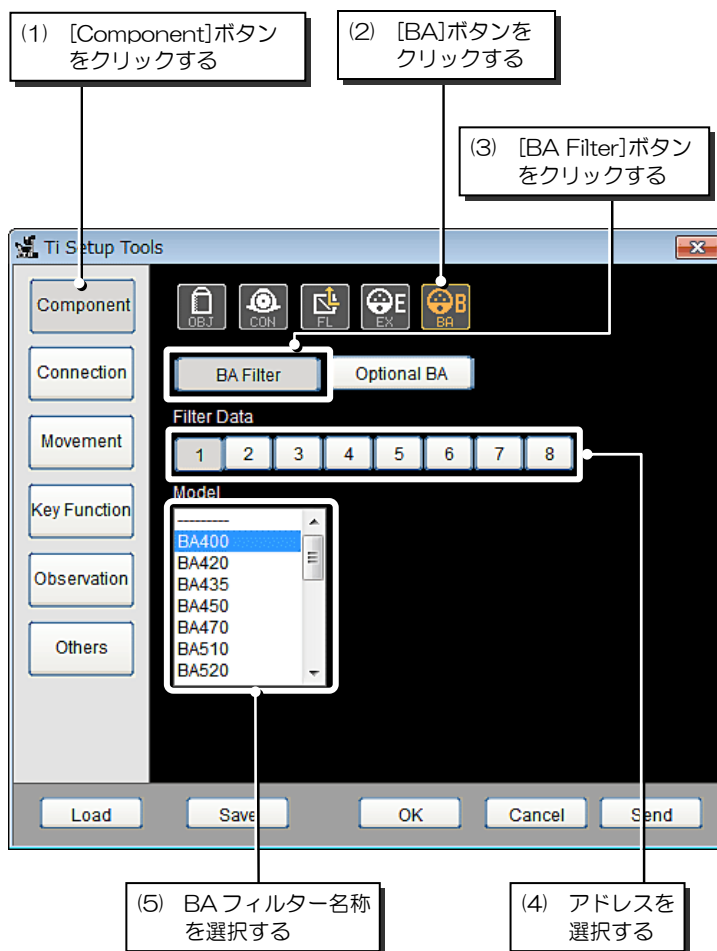 (1) [Component]ボタン
をクリックする
(2) [BA]ボタンを
クリックする
(3) [BA Filter]ボタン
をクリックする
Ti Setup Tools
Component
OBJ
CON
FL
E
EX
B
BA
Connection
BA Filter
Optional BA
Filter Data
Movement
1 2 3 4 5 6 7 8
Model
Key Function
---------
BA400
BA420
BA435
BA450
BA470
BA510
BA520
Observation
Others
Load
Save
OK
Cancel
Send
(5) BAフィルター名称
を選択する
(4) アドレスを
選択する